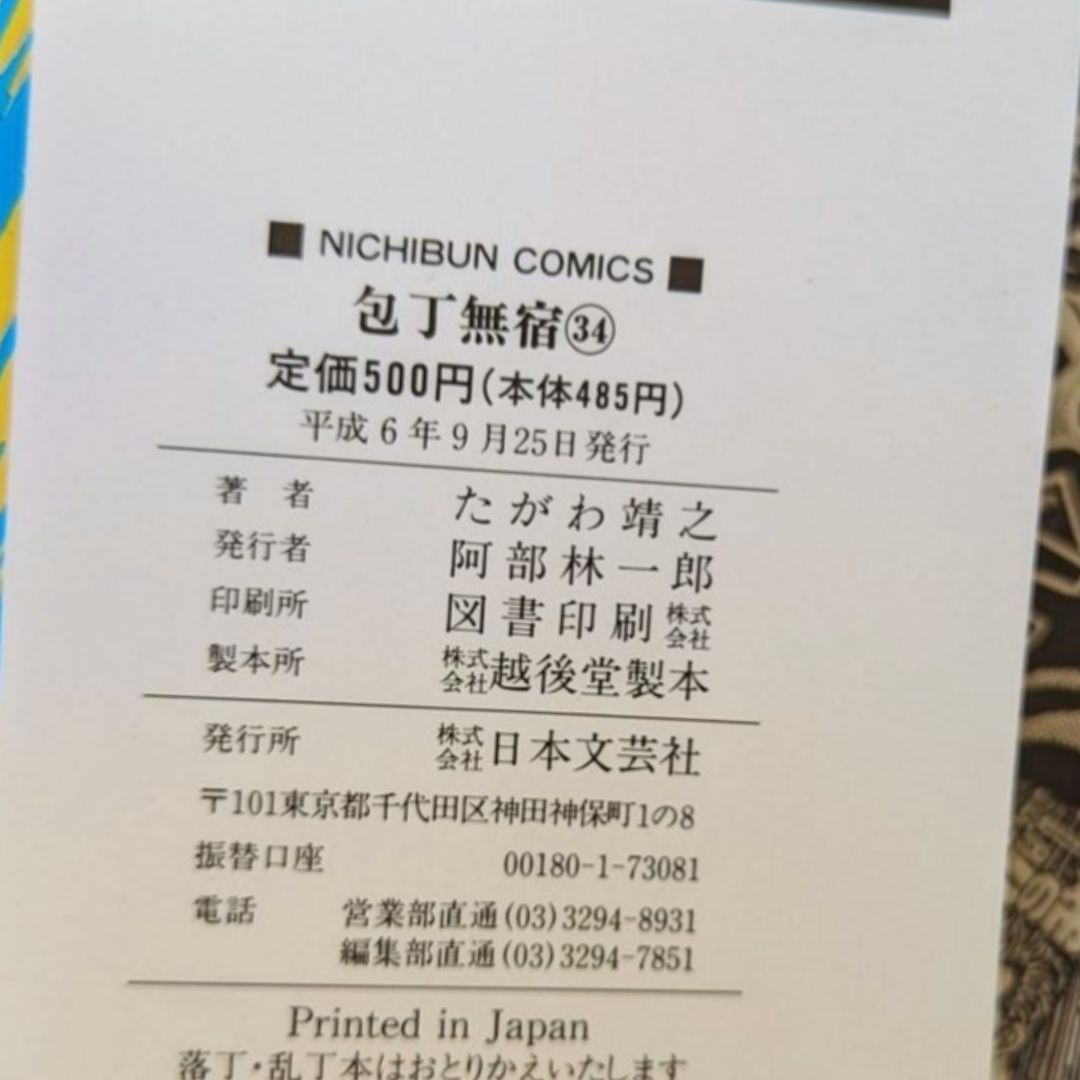 ■ NICHIBUN COMICS ■
包丁無宿㉞
定価500円(本体485円)
平成6年9月25日発行
著 者 たがわ靖之
発行者 阿部林一郎
印刷所 図書印刷株式会社
製本所 株式会社越後堂製本
発行所 株式会社日本文芸社
〒101東京都千代田区神田神保町1の8
振替口座 00180-1-73081
電話 営業部直通(03)3294-8931
編集部直通(03)3294-7851
Printed in Japan
落丁・乱丁本はおとりかえいたします